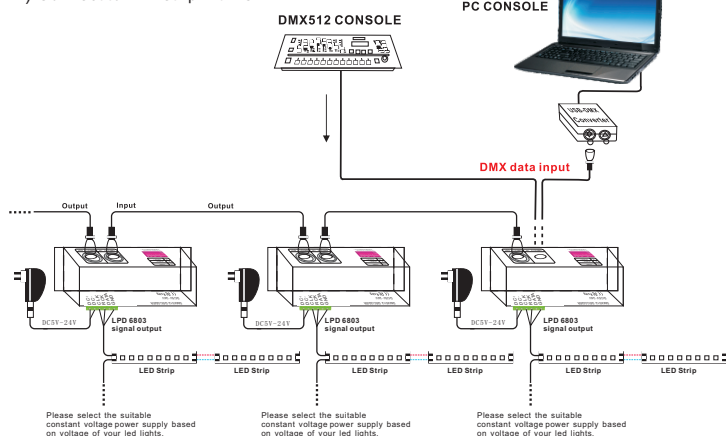 PC CONSOLE
DMX512 CONSOLE
USB-DMX
Converter
DMX data input
Output
Input
Output
DC5V-24V
LPD 6803
signal output
DC5V-24V
LPD 6803
signal output
DC5V-24V
LPD 6803
signal output
LED Strip
LED Strip
LED Strip
LED Strip
LED Strip
LED Strip
Please select the suitable
constant voltage power supply based
on voltage of your led lights.
Please select the suitable
constant voltage power supply based
on voltage of your led lights.
Please select the suitable
constant voltage power supply based
on voltage of your led lights.